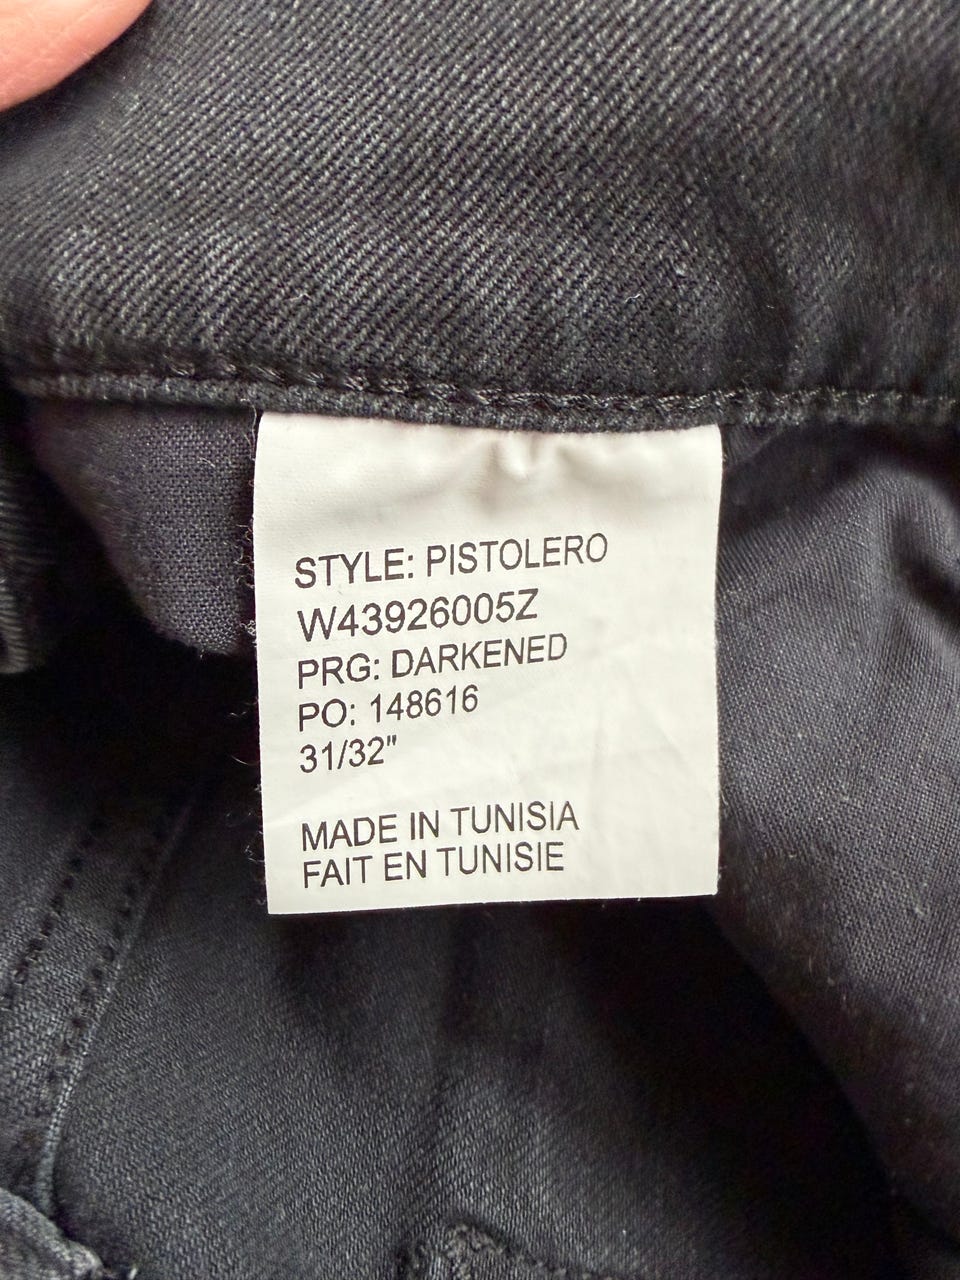 STYLE: PISTOLERO
W43926005Z
PRG: DARKENED
PO: 148616
31/32"
MADE IN TUNISIA
FAIT EN TUNISIE